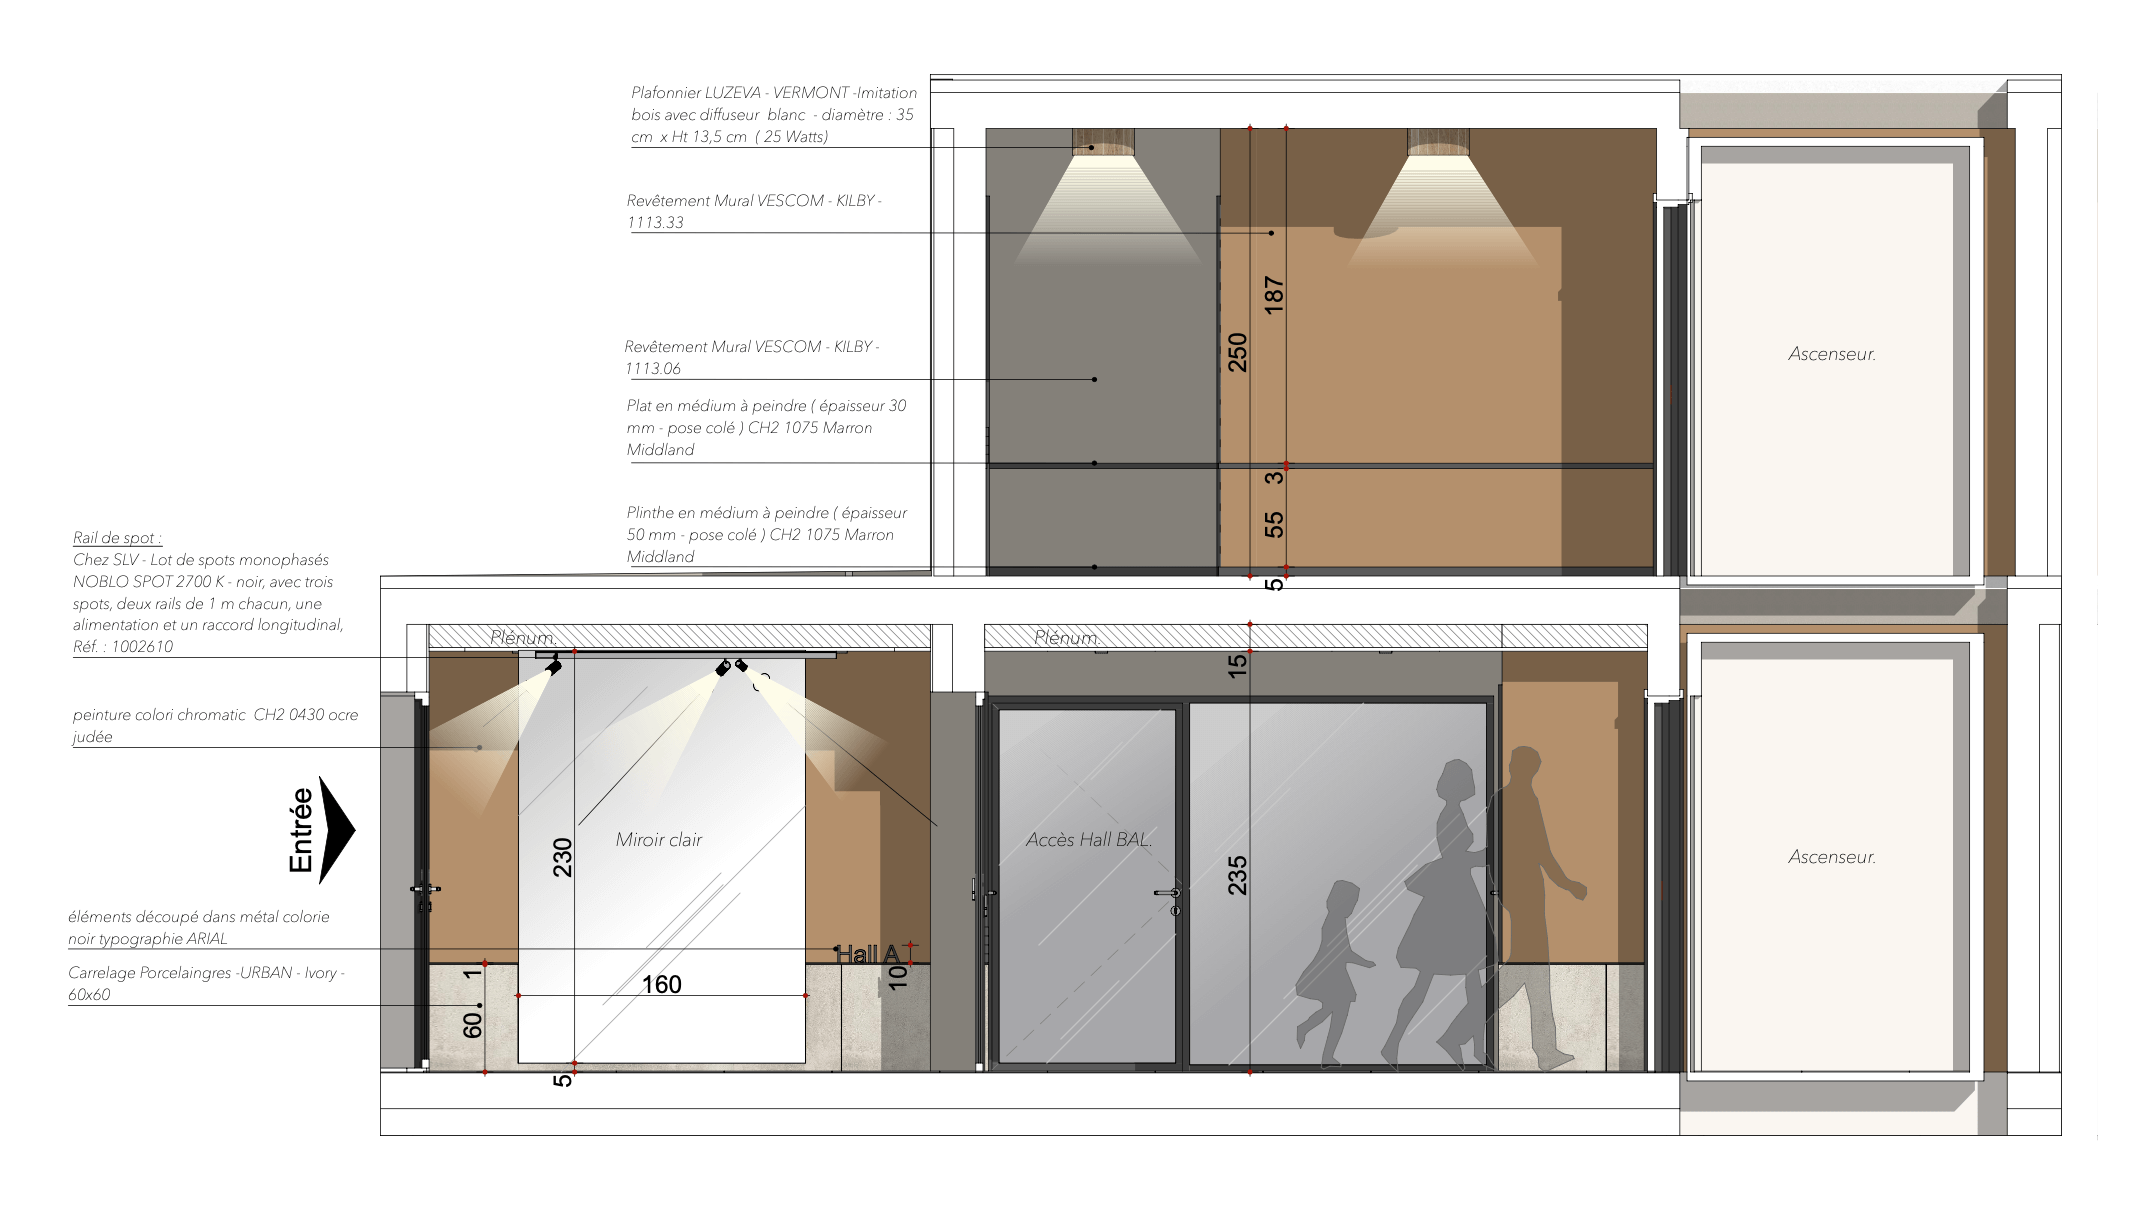 Plafonnier LUZEVA - VERMONT -Imitation
bois avec diffuseur blanc - diamètre : 35
cm x Ht 13,5 cm ( 25 Watts)
Revêtement Mural VESCOM - KILBY -
1113.33
187
250
Revêtement Mural VESCOM - KILBY -
1113.06
Ascenseur.
Plat en médium à peindre ( épaisseur 30
mm - pose colé ) CH2 1075 Marron
Middland
3
55
Plinthe en médium à peindre ( épaisseur
50 mm - pose colé ) CH2 1075 Marron
Middland
5
Rail de spot :
Chez SLV - Lot de spots monophasés
NOBLO SPOT 2700 K - noir, avec trois
spots, deux rails de 1 m chacun, une
alimentation et un raccord longitudinal,
Réf. : 1002610
Plénum.
Plénum.
15
peinture colori chromatic CH2 0430 ocre
judée
Entrée
230
Miroir clair
Accès Hall BAL.
235
Ascenseur.
éléments découpé dans métal colorie
noir typographie ARIAL
Hall A
10
Carrelage Porcelaingres -URBAN - Ivory -
60x60
1
160
60
5